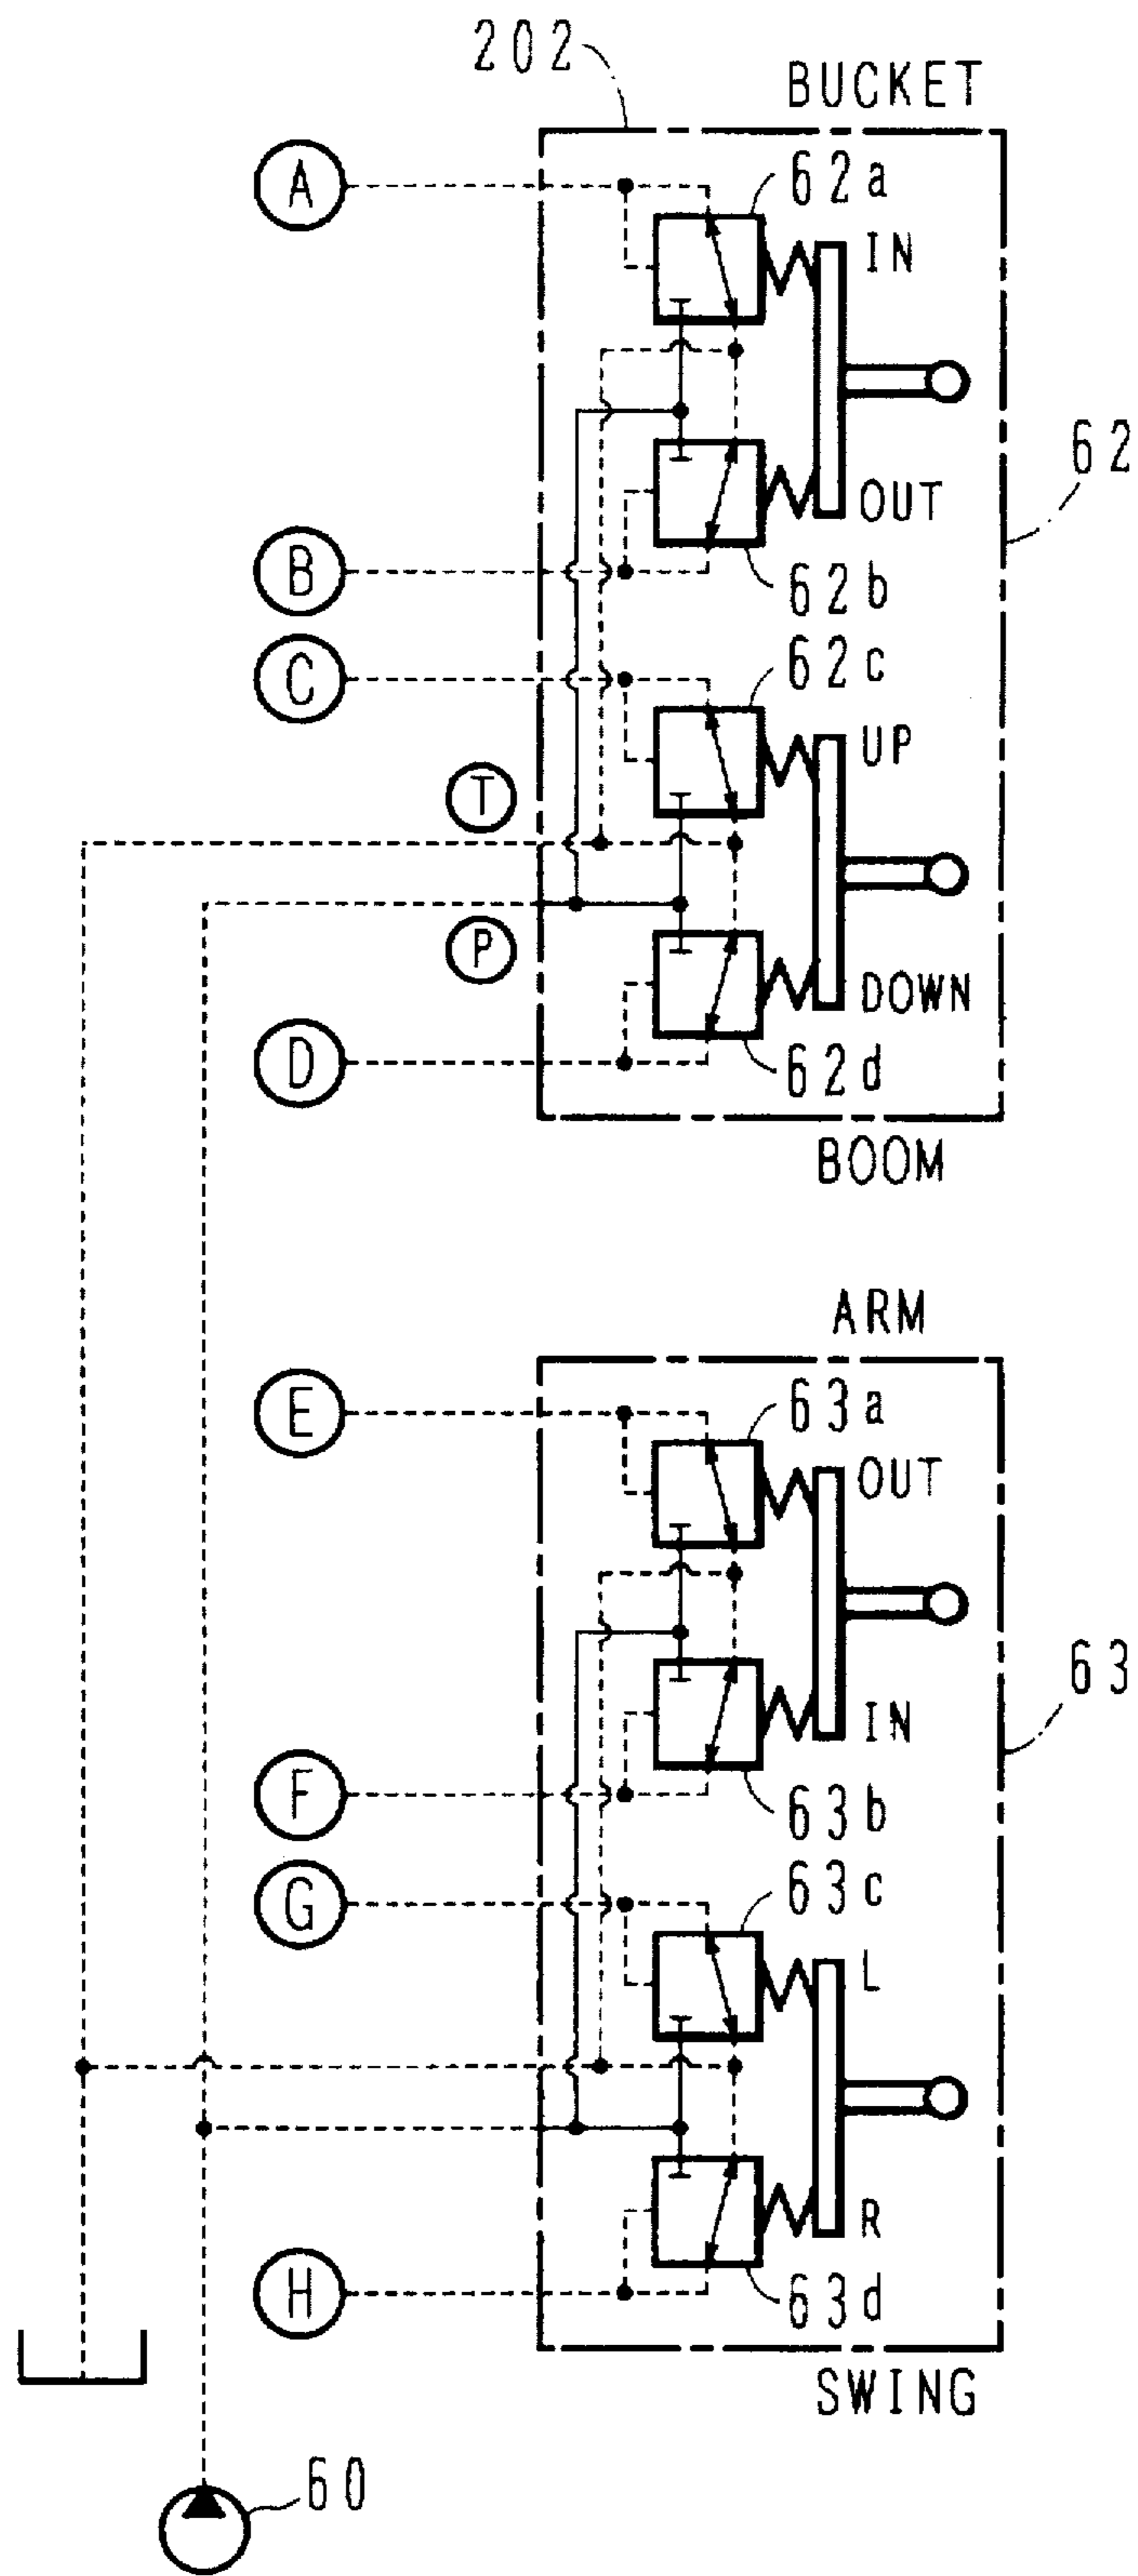 202
BUCKET
A
62a
IN
62
OUT
B
62b
C
62c
UP
T
P
DOWN
D
62d
BOOM
ARM
E
63a
OUT
63
IN
F
63b
G
63c
L
R
H
63d
SWING
60